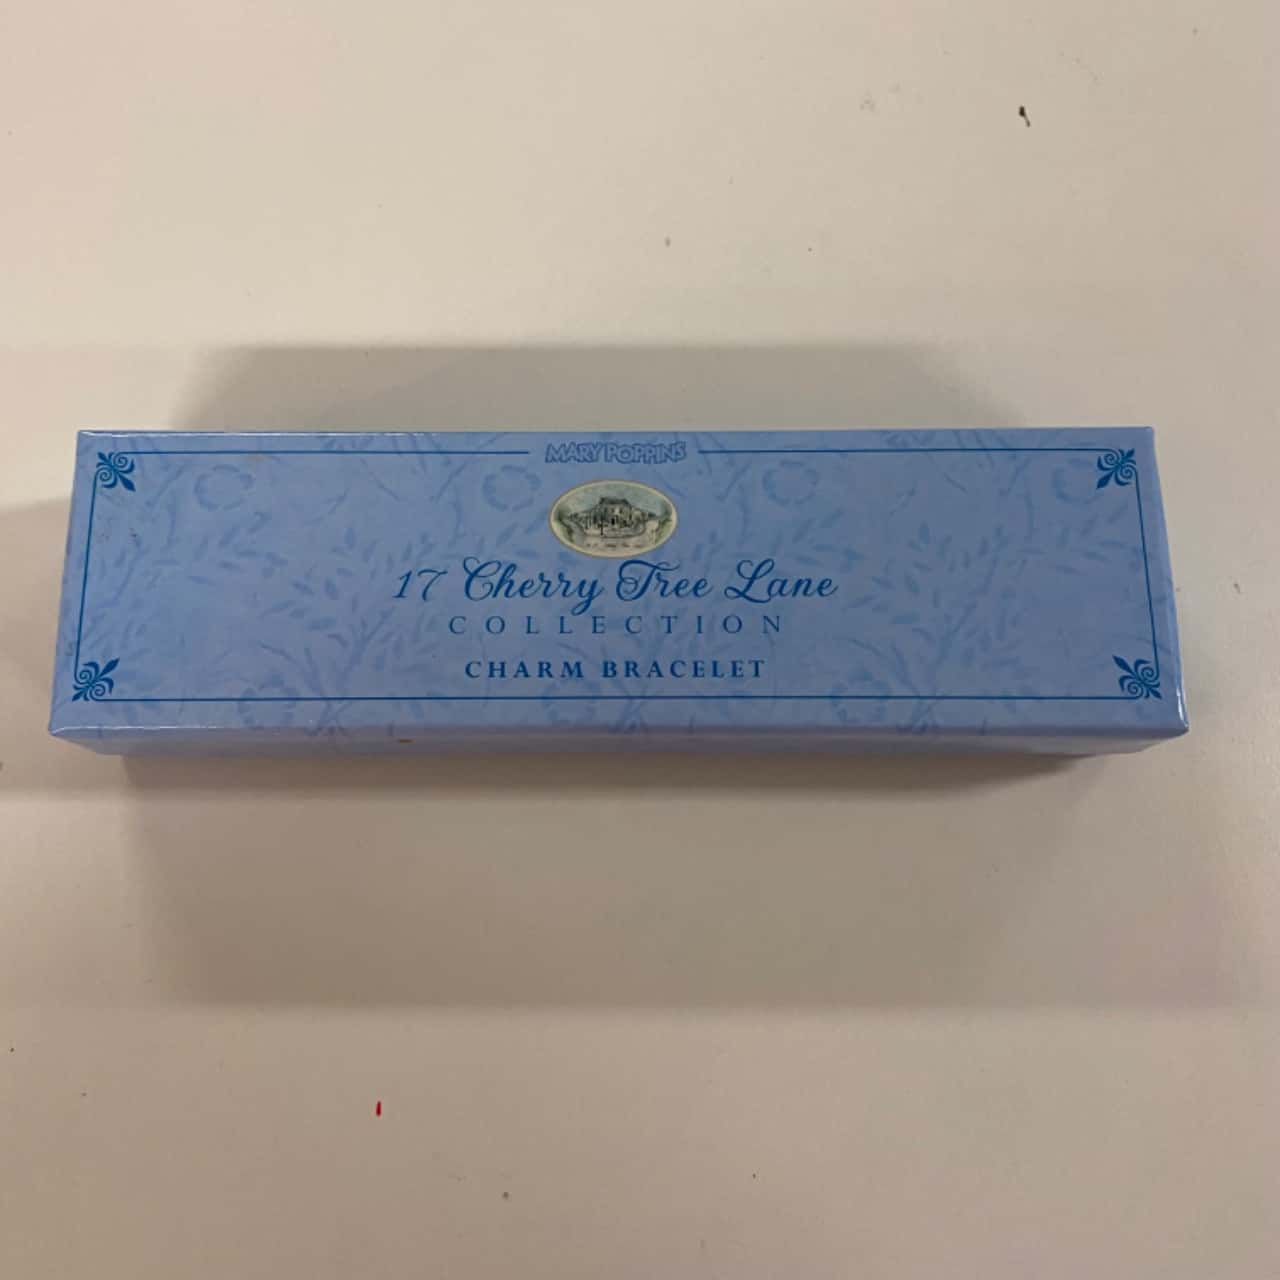 MARY POPPINS
17 Cherry Tree Lane
COLLECTION
CHARM BRACELET